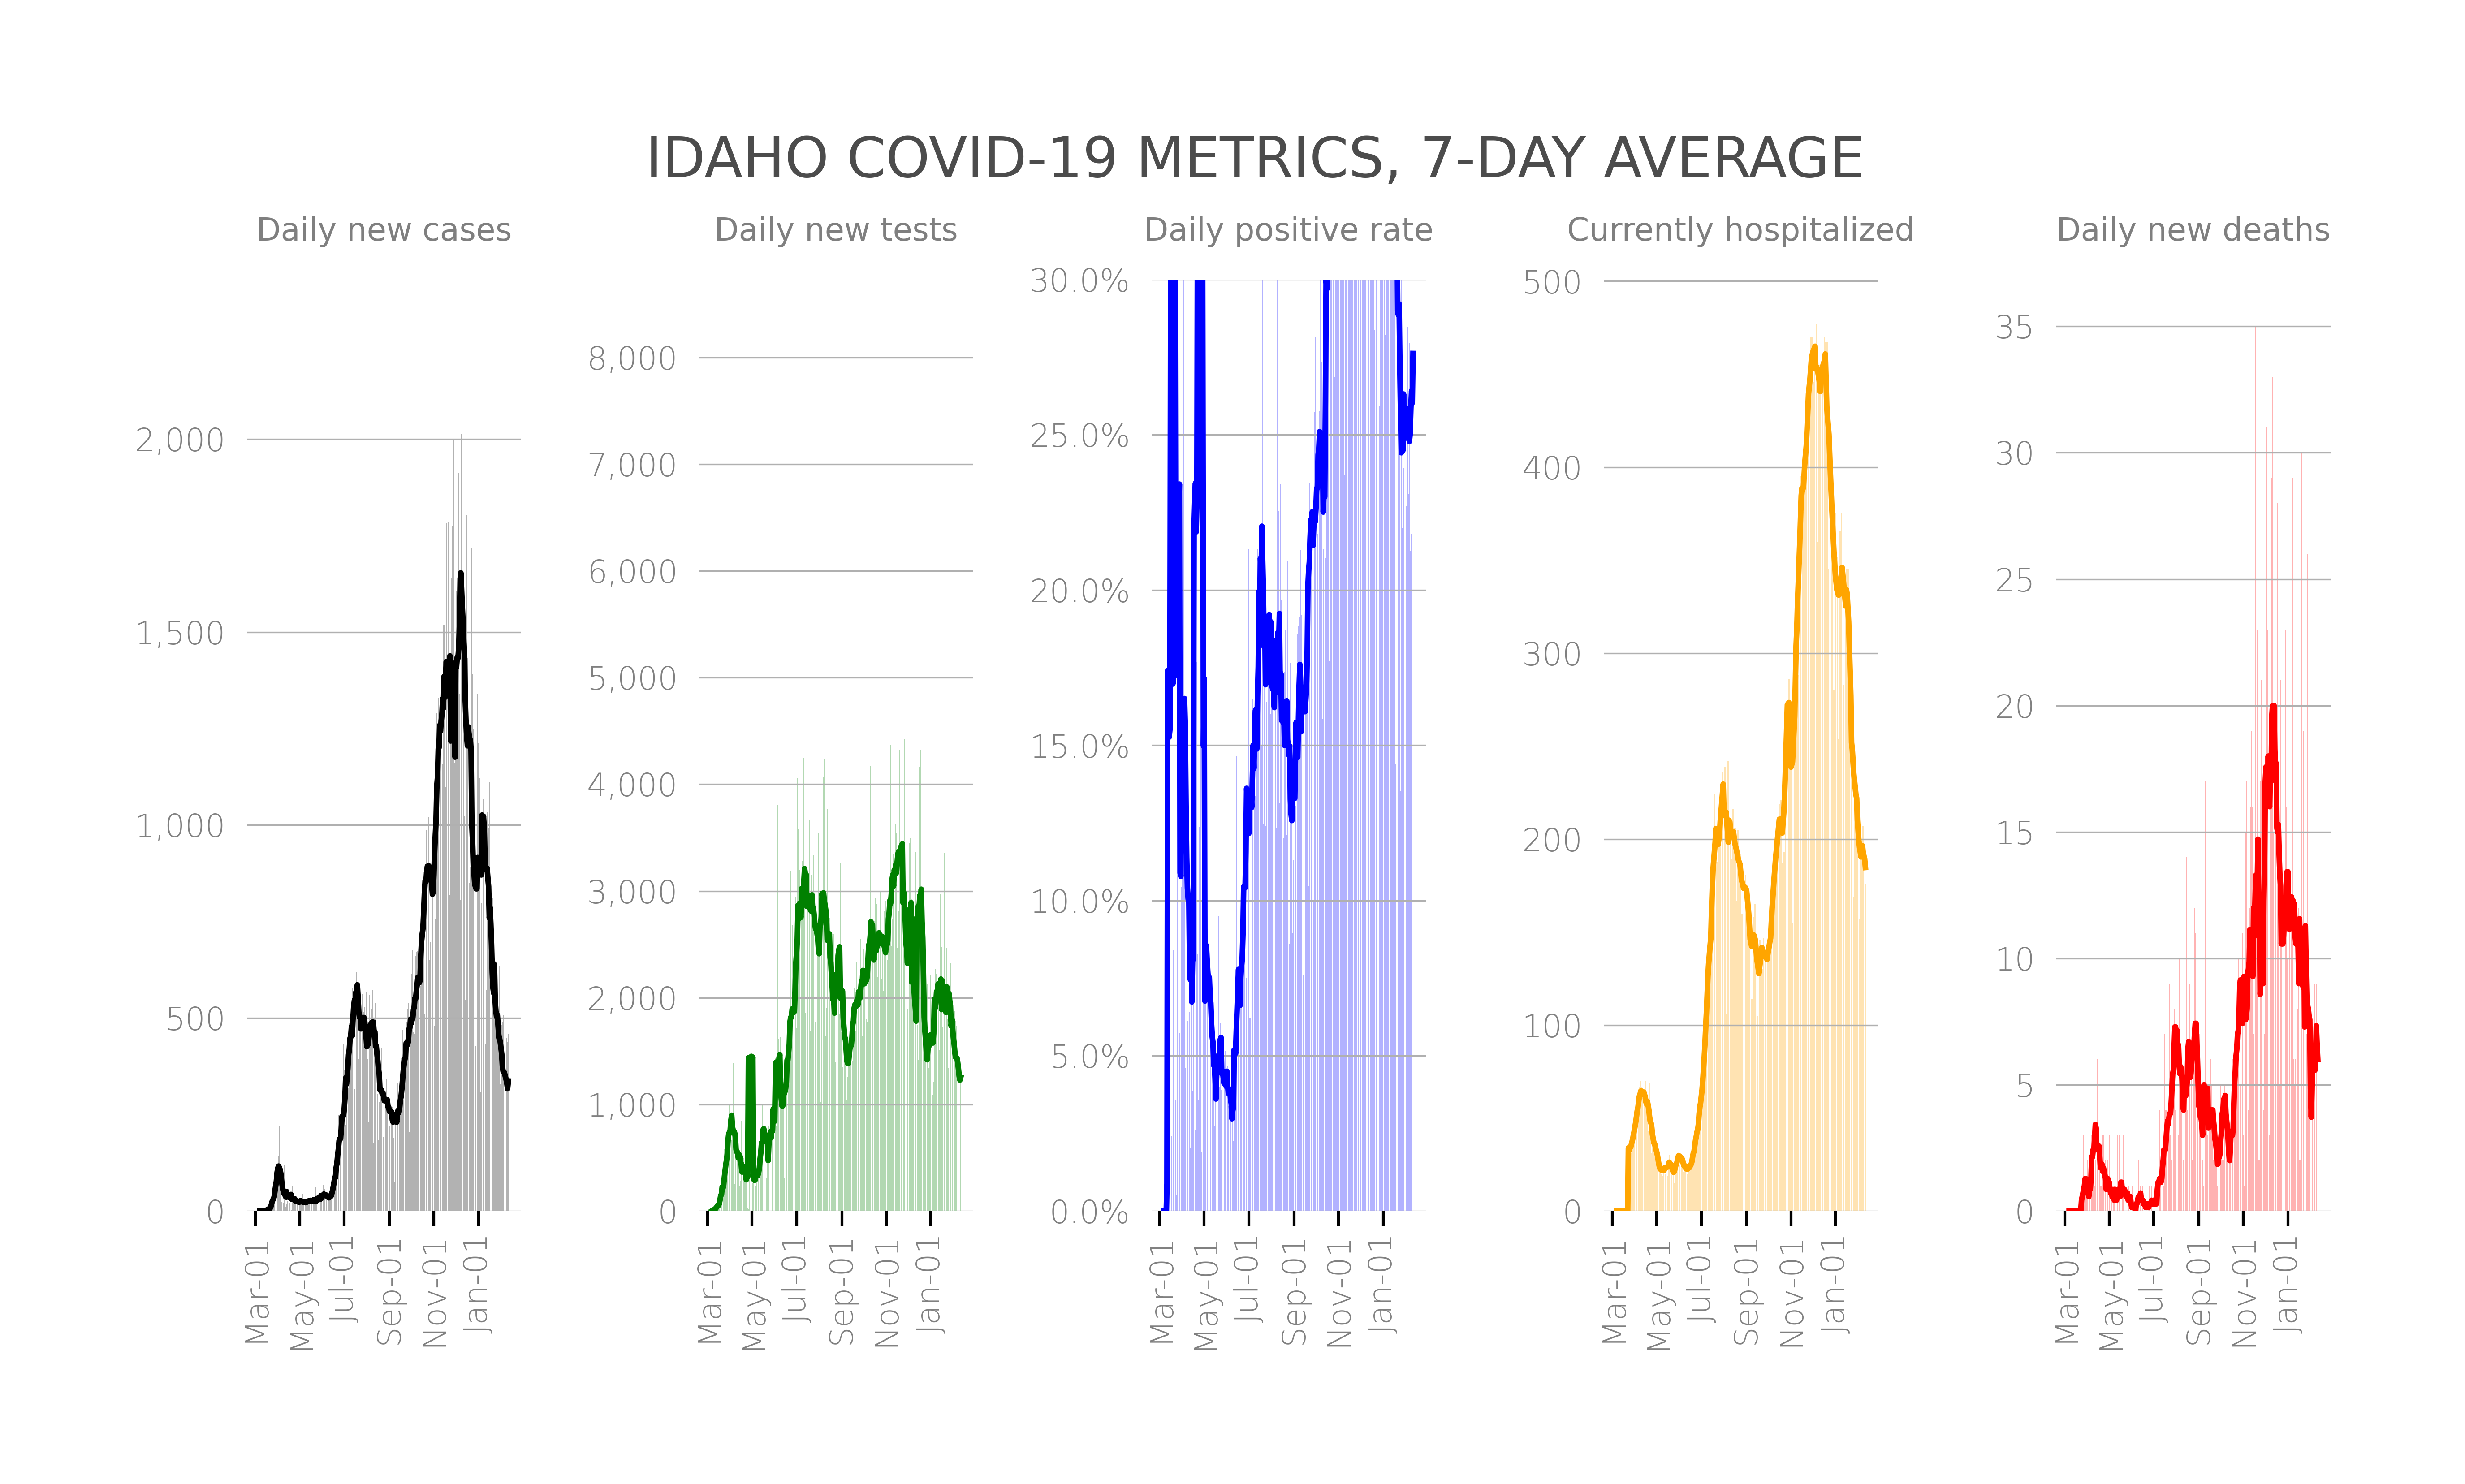 IDAHO COVID-19 METRICS, 7-DAY AVERAGE
Daily new cases
2,000
1,500
1,000
500
0
Mar-01
May-01
Jul-01
Sep-01
Nov-01
Jan-01
Daily new tests
8,000
7,000
6,000
5,000
4,000
3,000
2,000
1,000
0
Mar-01
May-01
Jul-01
Sep-01
Nov-01
Jan-01
Daily positive rate
30.0%
25.0%
20.0%
15.0%
10.0%
5.0%
0.0%
Mar-01
May-01
Jul-01
Sep-01
Nov-01
Jan-01
Currently hospitalized
500
400
300
200
100
0
Mar-01
May-01
Jul-01
Sep-01
Nov-01
Jan-01
Daily new deaths
35
30
25
20
15
10
5
0
Mar-01
May-01
Jul-01
Sep-01
Nov-01
Jan-01